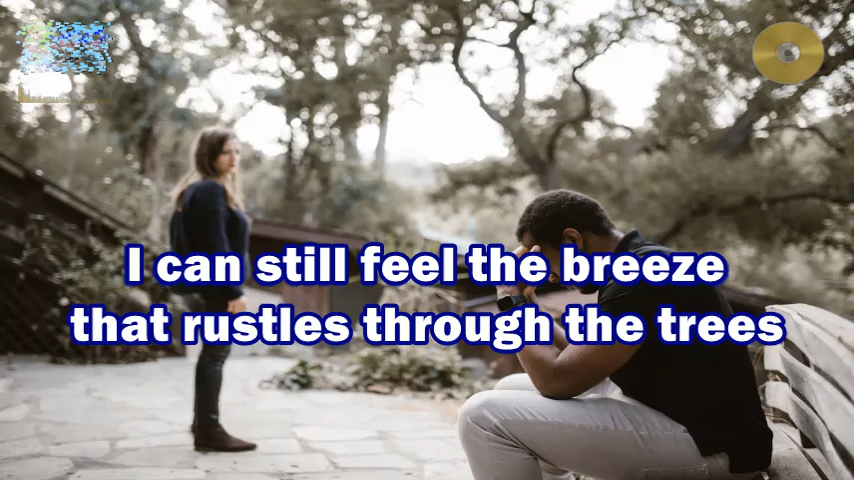 I can still feel the breeze
that rustles through the trees